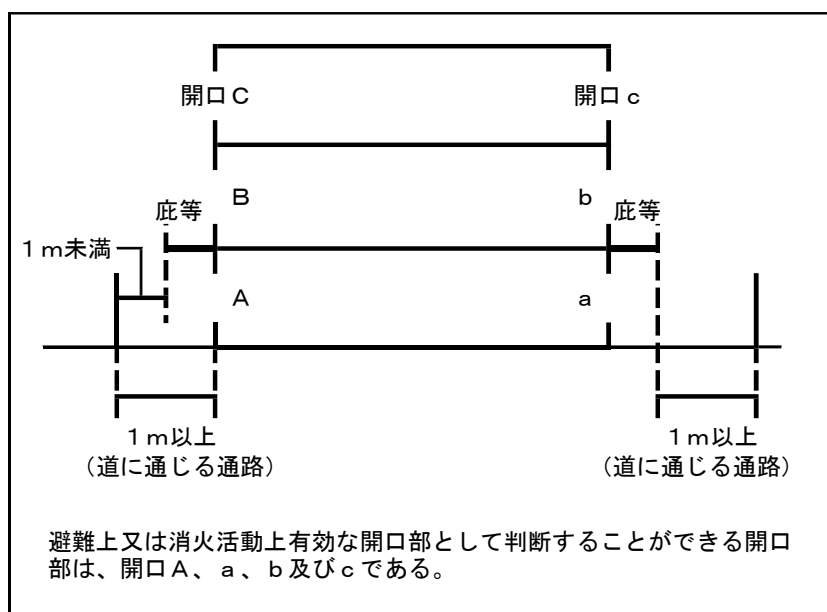 開口C
開口c
B
b
庇等
庇等
1m未満
A
a
1m以上
(道に通じる通路)
1m以上
(道に通じる通路)
避難上又は消火活動上有効な開口部として判断することができる開口
部は、開口A、a、b及びcである。